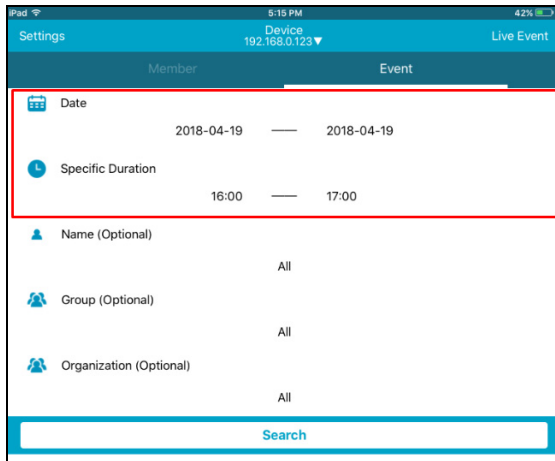 iPad 5:15 PM 42%
Settings Device Live Event
192.168.0.123▼
Member Event
Date
2018-04-19 —— 2018-04-19
Specific Duration
16:00 —— 17:00
Name (Optional)
All
Group (Optional)
All
Organization (Optional)
All
Search